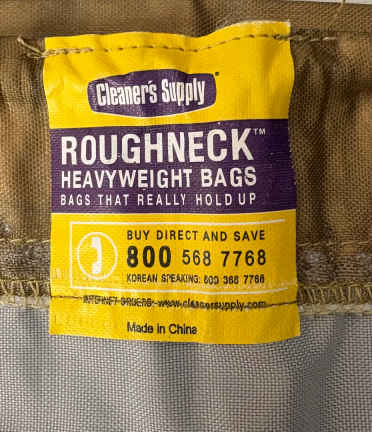 Cleaner's Supply
ROUGHNECK™
HEAVYWEIGHT BAGS
BAGS THAT REALLY HOLD UP
BUY DIRECT AND SAVE
800 568 7768
KOREAN SPEAKING: 800 368 7766
INTERNET ORDERS: www.cleanersupply.com
Made in China